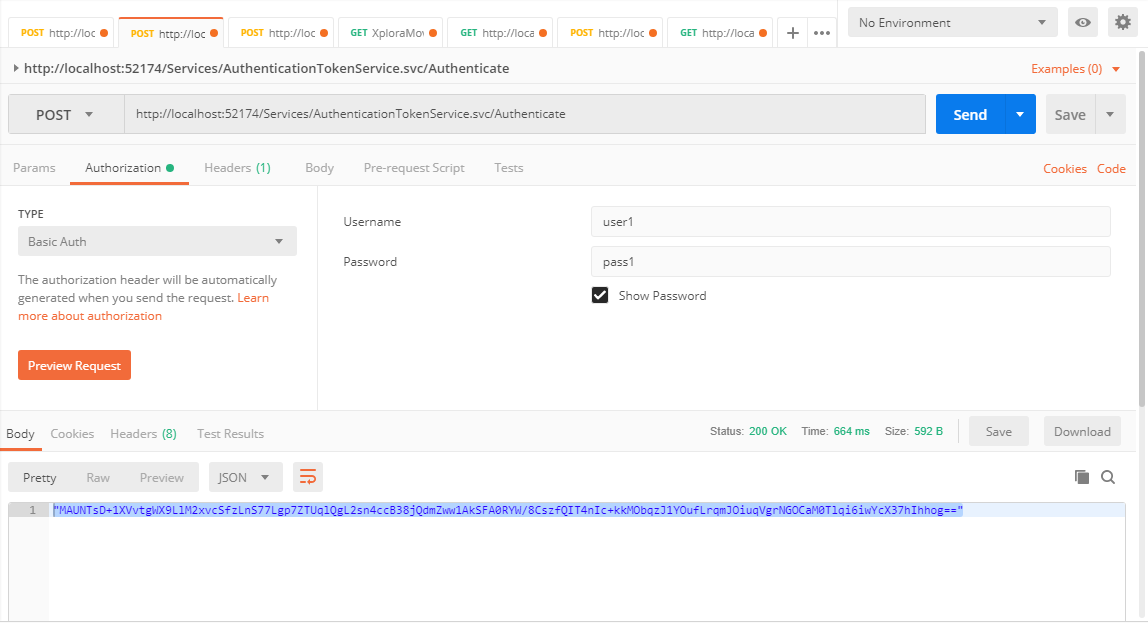 POST http://loc POST http://loc POST http://loc GET XploraMo GET http://loca POST http://loc GET http://loca + ••• No Environment
http://localhost:52174/Services/AuthenticationTokenService.svc/Authenticate Examples (0)
POST http://localhost:52174/Services/AuthenticationTokenService.svc/Authenticate Send Save
Params Authorization Headers (1) Body Pre-request Script Tests Cookies Code
TYPE
Basic Auth
The authorization header will be automatically
generated when you send the request. Learn
more about authorization
Preview Request
Username user1
Password pass1
Show Password
Body Cookies Headers (8) Test Results Status: 200 OK Time: 664 ms Size: 592 B Save Download
Pretty Raw Preview JSON
1 "MAUNTsD+1XVvtgWX9LlM2xvcSfzLnS77Lgp7ZTUqlQgL2sn4ccB38jQdmZww1AkSFA0RYW/8CszfQIT4nIc+kkMObqzJ1YOufLrqmJOiuqVgrNGOCaM0Tlqi6iwYcX37hIhhog=="